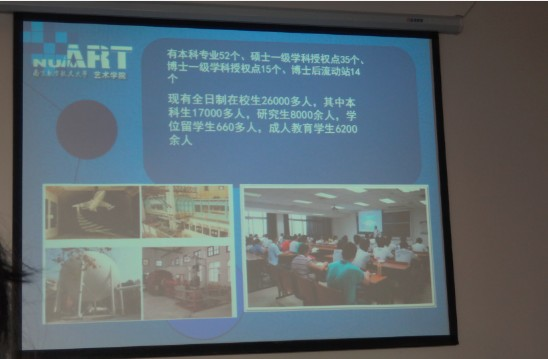 ART
NUAA
艺术学院
有本科专业52个、硕士一级学科授权点35个、
博士一级学科授权点15个、博士后流动站14
个
现有全日制在校生26000多人，其中本
科生17000多人，研究生8000余人，学
位留学生660多人，成人教育学生6200
余人